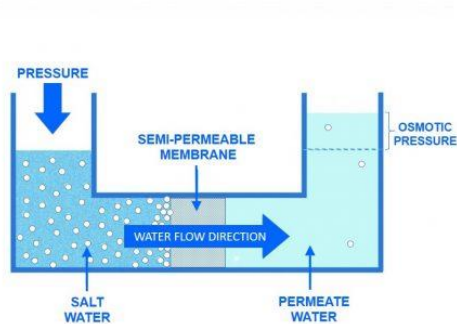 PRESSURE
SEMI-PERMEABLE
MEMBRANE
OSMOTIC
PRESSURE
WATER FLOW DIRECTION
SALT
WATER
PERMEATE
WATER